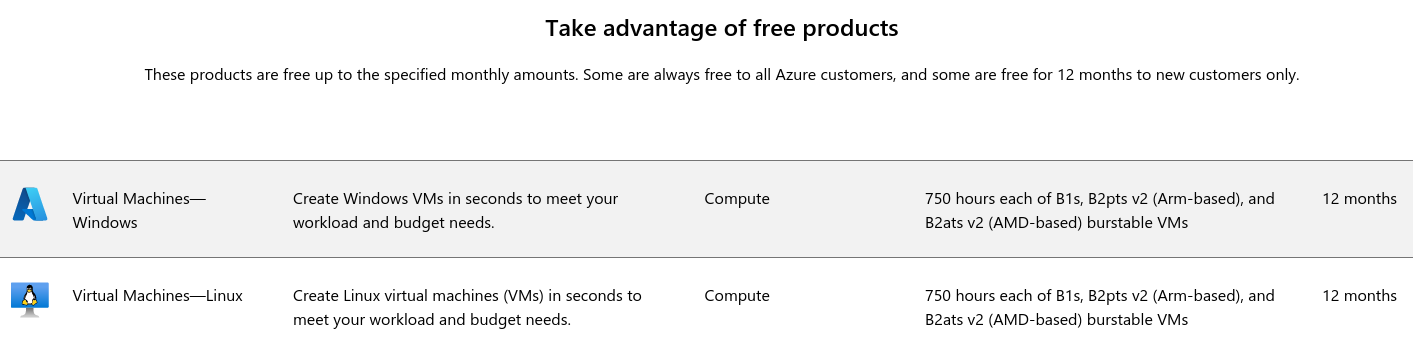 Take advantage of free products
These products are free up to the specified monthly amounts. Some are always free to all Azure customers, and some are free for 12 months to new customers only.
Virtual Machines—
Windows
Create Windows VMs in seconds to meet your
workload and budget needs.
Compute
750 hours each of B1s, B2pts v2 (Arm-based), and
B2ats v2 (AMD-based) burstable VMs
12 months
Virtual Machines—Linux
Create Linux virtual machines (VMs) in seconds to
meet your workload and budget needs.
Compute
750 hours each of B1s, B2pts v2 (Arm-based), and
B2ats v2 (AMD-based) burstable VMs
12 months